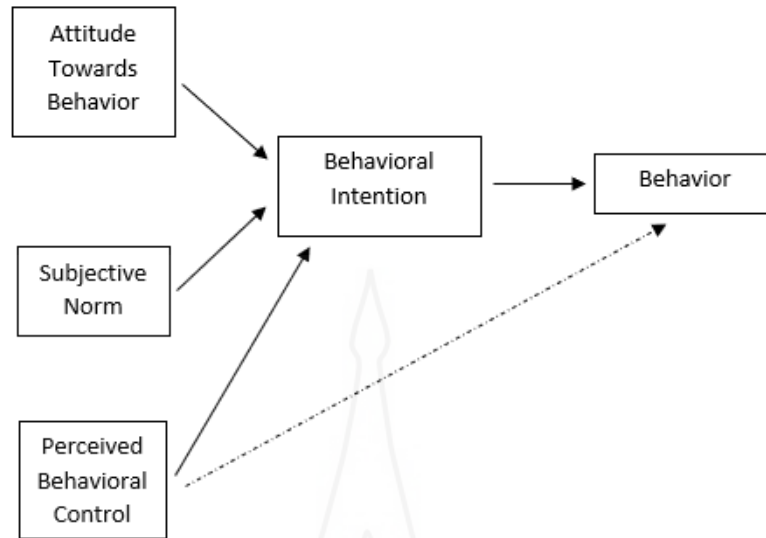 Attitude
Towards
Behavior
Behavioral
Intention
Behavior
Subjective
Norm
Perceived
Behavioral
Control